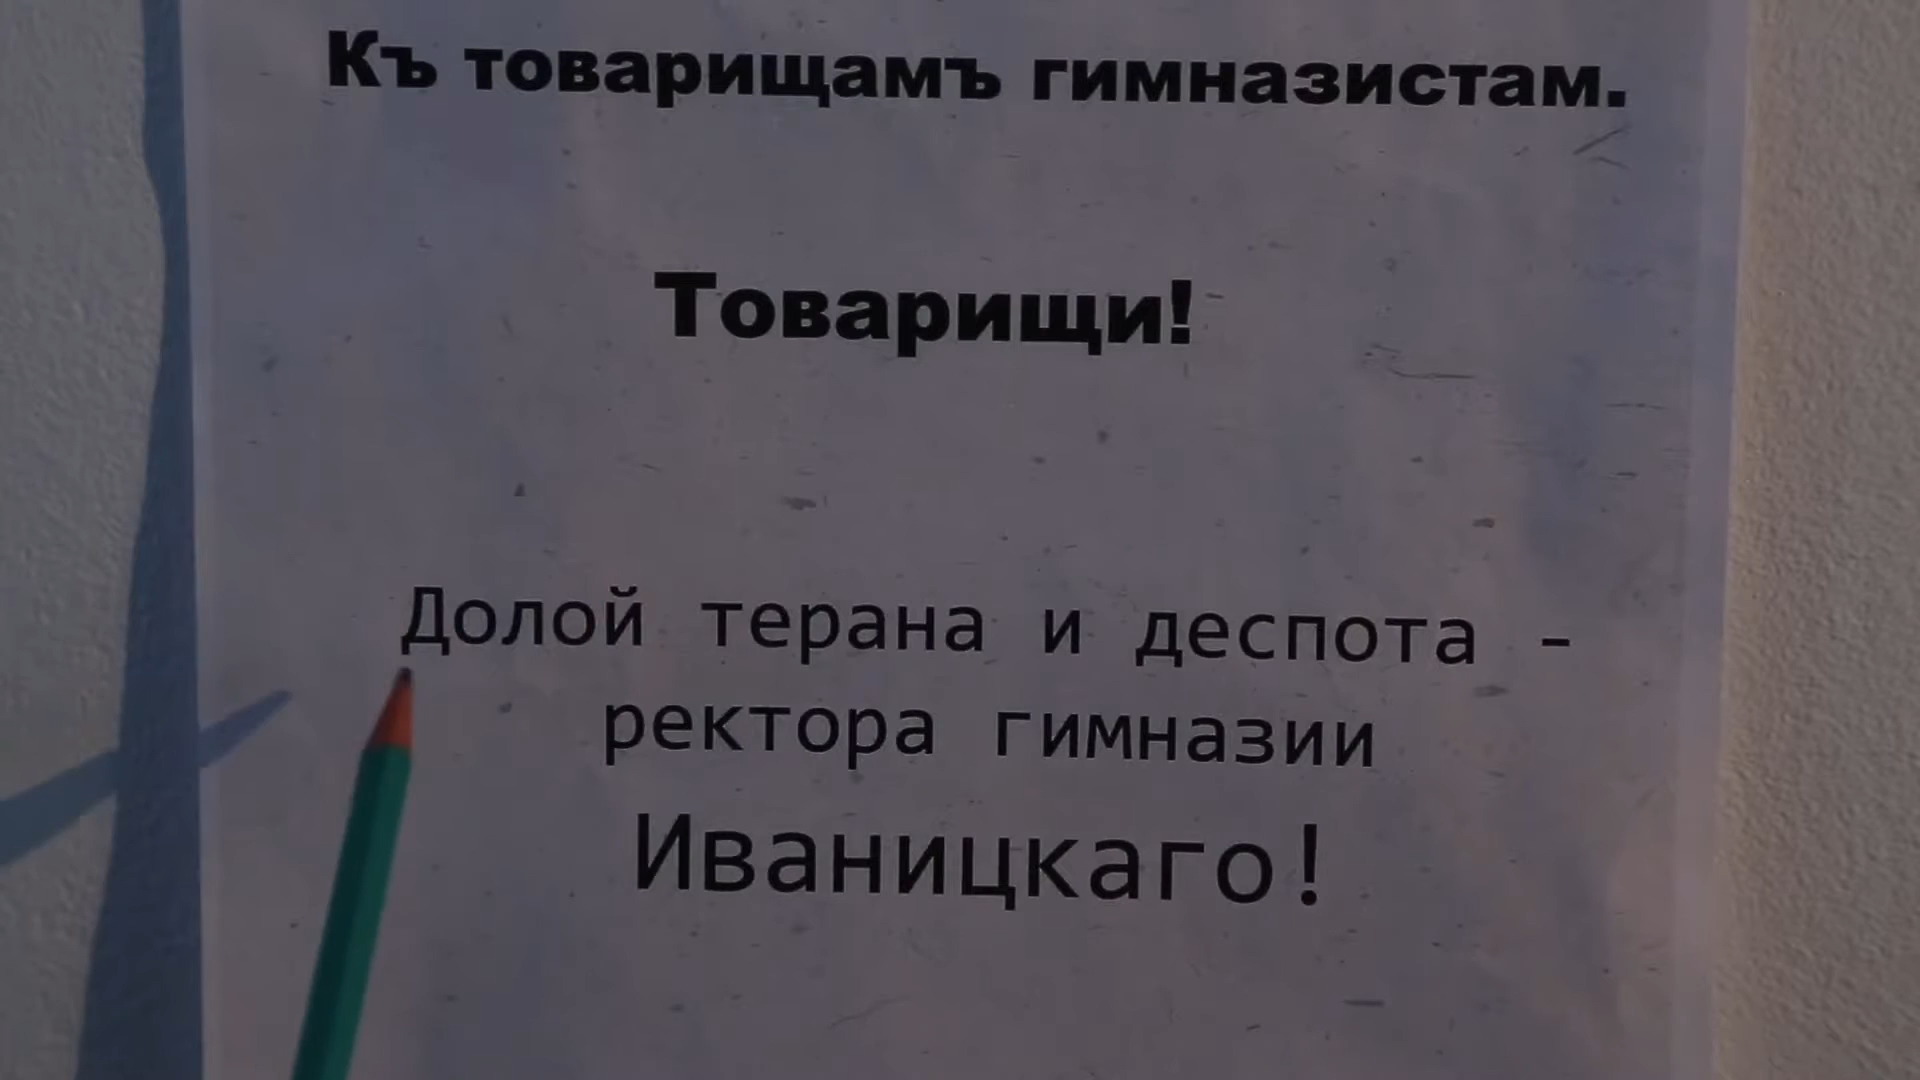 Къ товарищамъ гимназистам.
Товарищи!
Долой терана и деспота -
ректора гимназии
Иваницкаго!